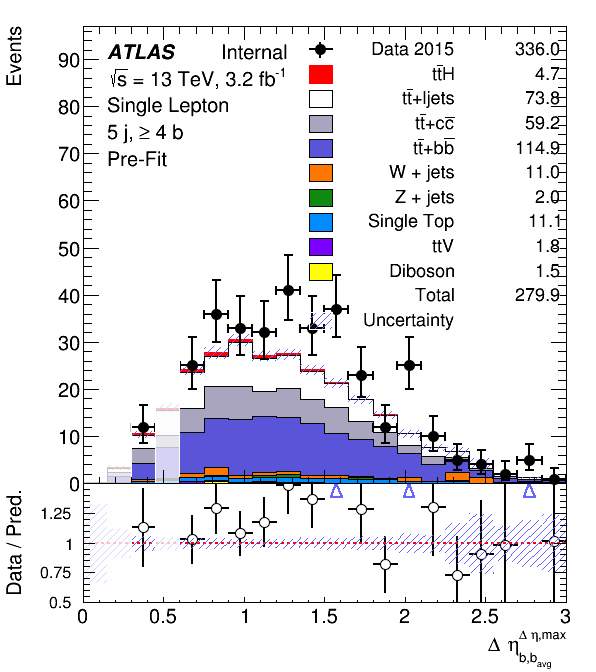 Events
ATLAS Internal
√s = 13 TeV, 3.2 fb⁻¹
Single Lepton
5 j, ≥ 4 b
Pre-Fit
Data 2015 336.0
tt̄H 4.7
tt̄+ljets 73.8
tt̄+cc̄ 59.2
tt̄+bb̄ 114.9
W + jets 11.0
Z + jets 2.0
Single Top 11.1
ttV 1.8
Diboson 1.5
Total 279.9
Uncertainty
90
80
70
60
50
40
30
20
10
0
Data / Pred.
1.25
1
0.75
0.5
0 0.5 1 1.5 2 2.5 3
Δ η_{b,b_{avg}}^{Δ η,max}